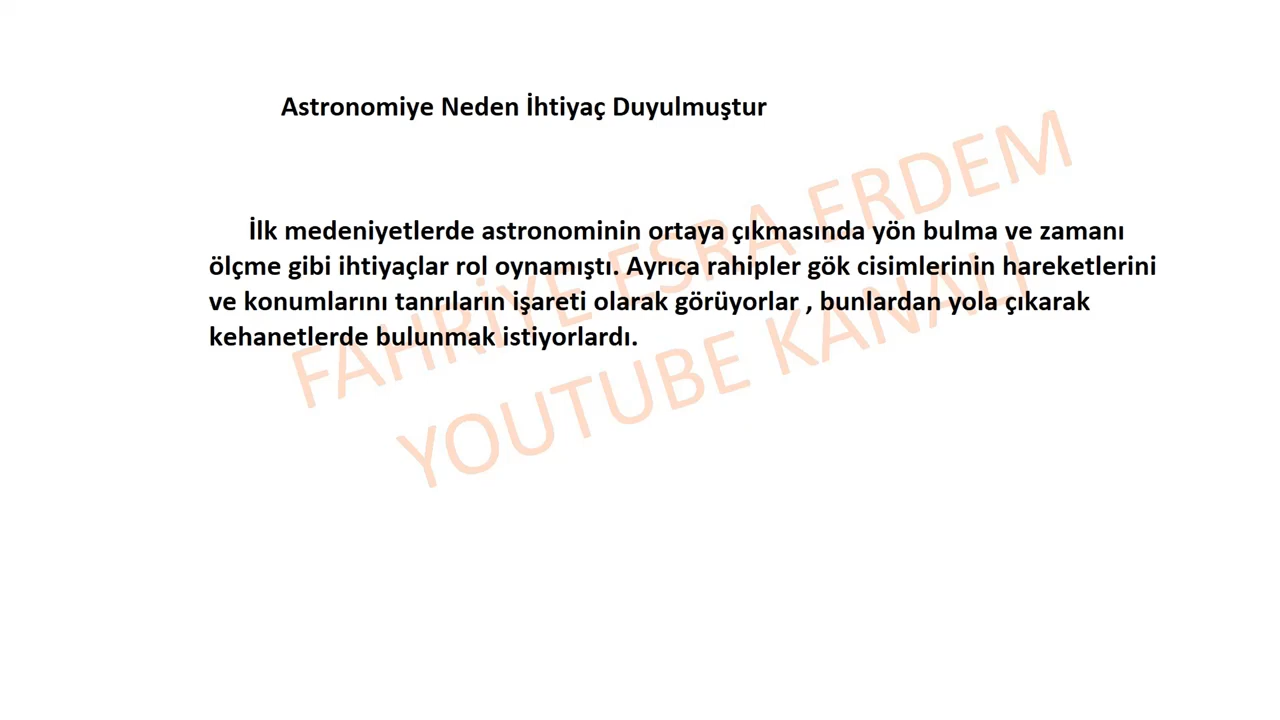 Astronomiye Neden İhtiyaç Duyulmuştur
İlk medeniyetlerde astronominin ortaya çıkmasında yön bulma ve zamanı
ölçme gibi ihtiyaçlar rol oynamıştı. Ayrıca rahipler gök cisimlerinin hareketlerini
ve konumlarını tanrıların işareti olarak görüyorlar , bunlardan yola çıkarak
kehanetlerde bulunmak istiyorlardı.
FAHRİYE ESRA ERDEM
YOUTUBE KANALI